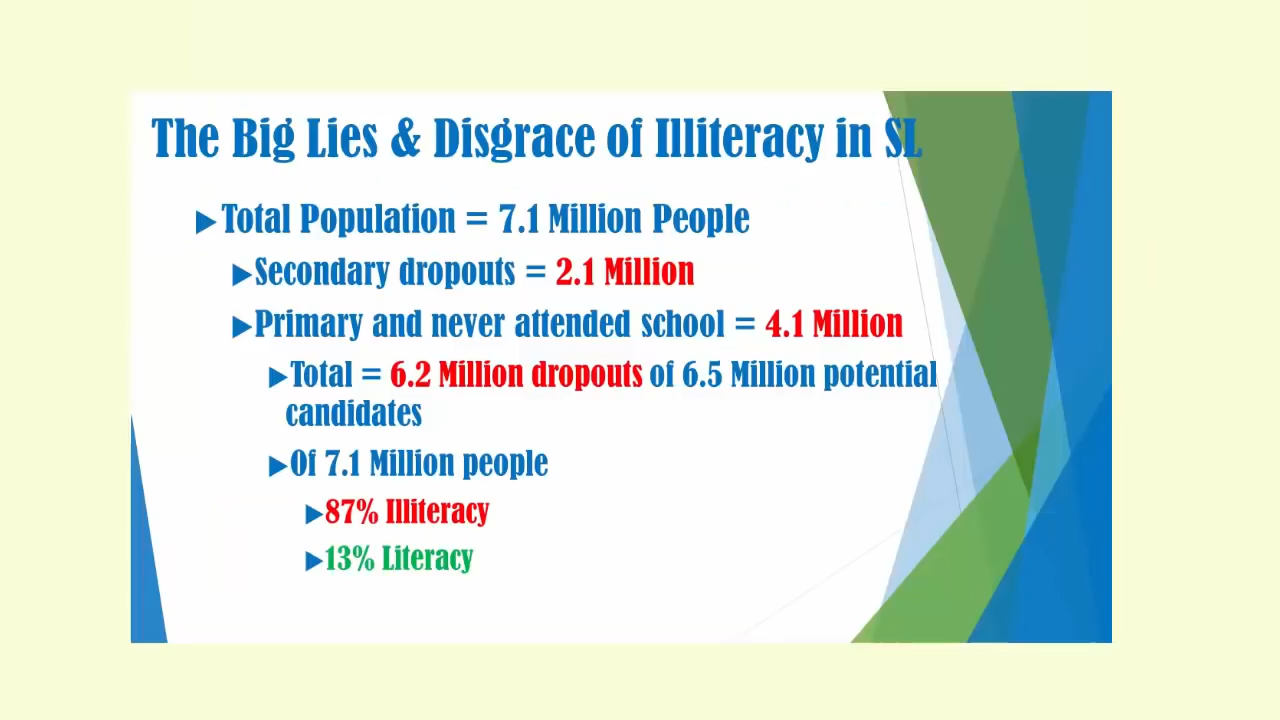 The Big Lies & Disgrace of Illiteracy in SL
Total Population = 7.1 Million People
Secondary dropouts = 2.1 Million
Primary and never attended school = 4.1 Million
Total = 6.2 Million dropouts of 6.5 Million potential
candidates
Of 7.1 Million people
87% Illiteracy
13% Literacy